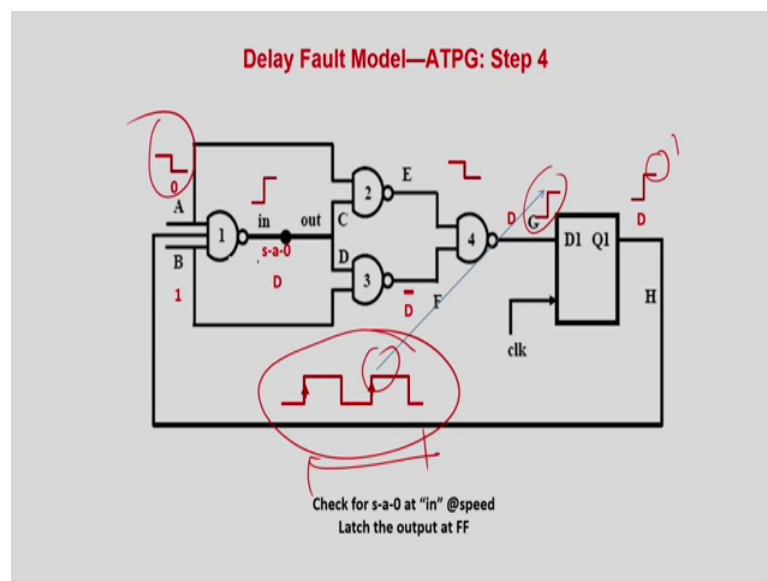 Delay Fault Model—ATPG: Step 4
0
A
in
out
E
D
G
D
1
2
C
s-a-0
D
D
3
4
D1 Q1
B
1
D
F
H
clk
Check for s-a-0 at “in” @speed
Latch the output at FF